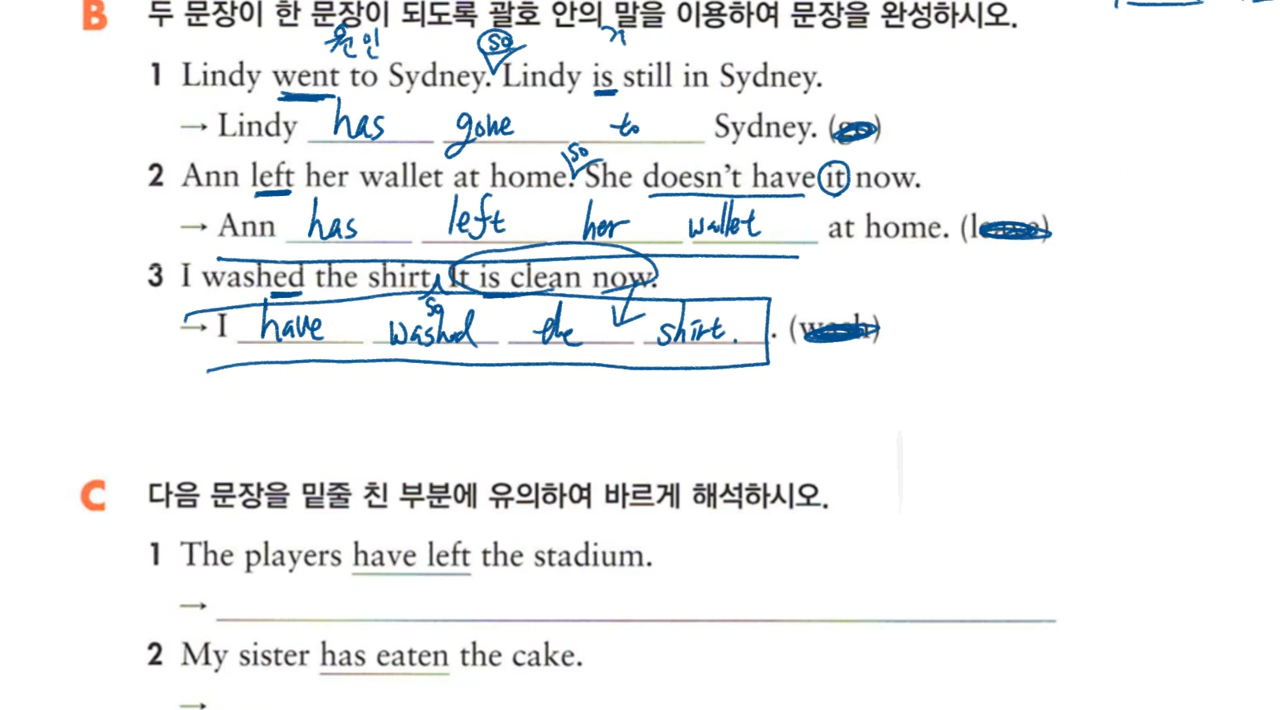 B 두 문장이 한 문장이 되도록 괄호 안의 말을 이용하여 문장을 완성하시오.
원인 so
1 Lindy went to Sydney. Lindy is still in Sydney.
→ Lindy has gone to Sydney. (go)
so
2 Ann left her wallet at home. She doesn't have it now.
→ Ann has left her wallet at home. (l
3 I washed the shirt. It is clean now.
so
→ I have washed the shirt. . (wash)
C 다음 문장을 밑줄 친 부분에 유의하여 바르게 해석하시오.
1 The players have left the stadium.
→
2 My sister has eaten the cake.
→